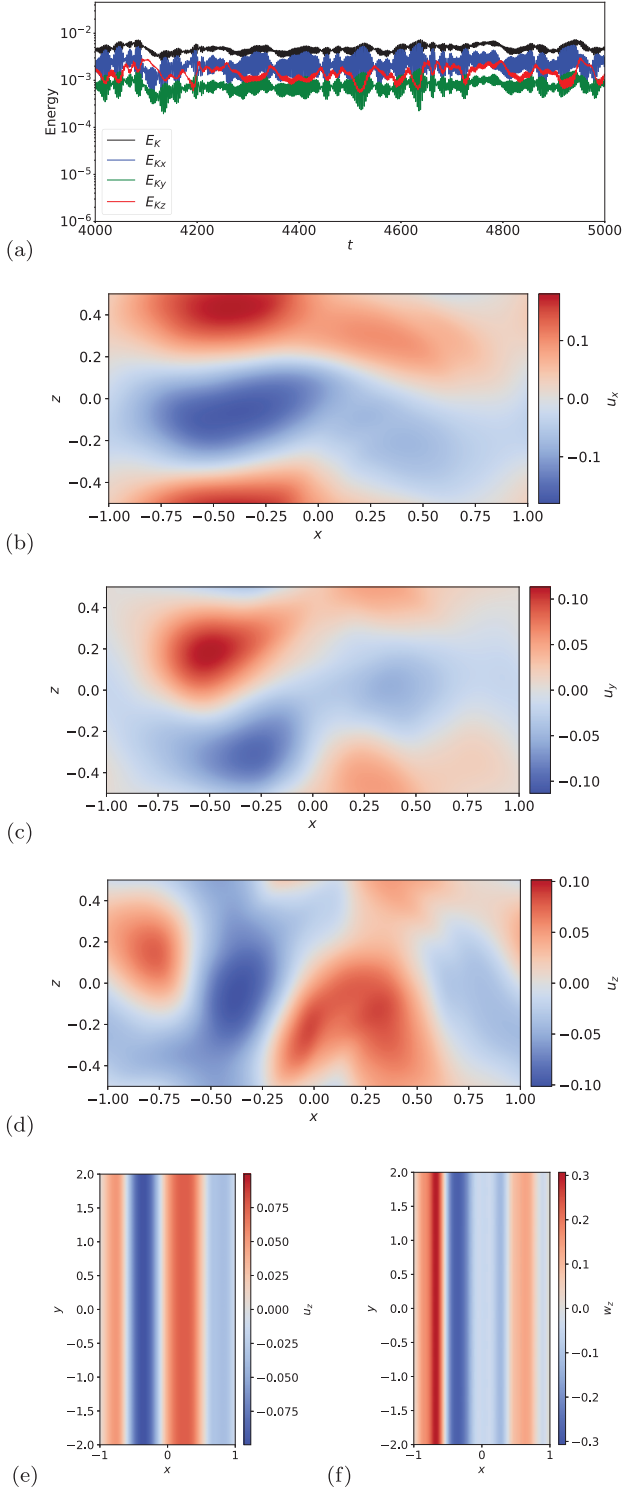 10⁻²
10⁻³
10⁻⁴
10⁻⁵
10⁻⁶
Energy
E_K
E_Kx
E_Ky
E_Kz
4000 4200 4400 4600 4800 5000
t
(a)
0.4
0.2
0.0
−0.2
−0.4
z
−1.00 −0.75 −0.50 −0.25 0.00 0.25 0.50 0.75 1.00
x
0.1
0.0
−0.1
u_x
(b)
0.4
0.2
0.0
−0.2
−0.4
z
−1.00 −0.75 −0.50 −0.25 0.00 0.25 0.50 0.75 1.00
x
0.10
0.05
0.00
−0.05
−0.10
u_y
(c)
0.4
0.2
0.0
−0.2
−0.4
z
−1.00 −0.75 −0.50 −0.25 0.00 0.25 0.50 0.75 1.00
x
0.10
0.05
0.00
−0.05
−0.10
u_z
(d)
2.0
1.5
1.0
0.5
0.0
−0.5
−1.0
−1.5
−2.0
y
−1 0 1
x
0.075
0.050
0.025
0.000
−0.025
−0.050
−0.075
u_z
(e)
2.0
1.5
1.0
0.5
0.0
−0.5
−1.0
−1.5
−2.0
y
−1 0 1
x
0.3
0.2
0.1
0.0
−0.1
−0.2
−0.3
w_z
(f)